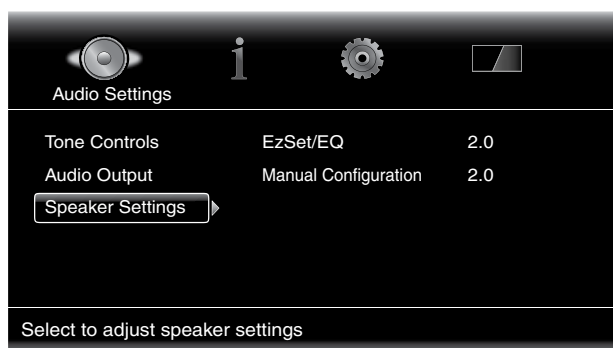 Audio Settings
Tone Controls EzSet/EQ 2.0
Audio Output Manual Configuration 2.0
Speaker Settings
Select to adjust speaker settings